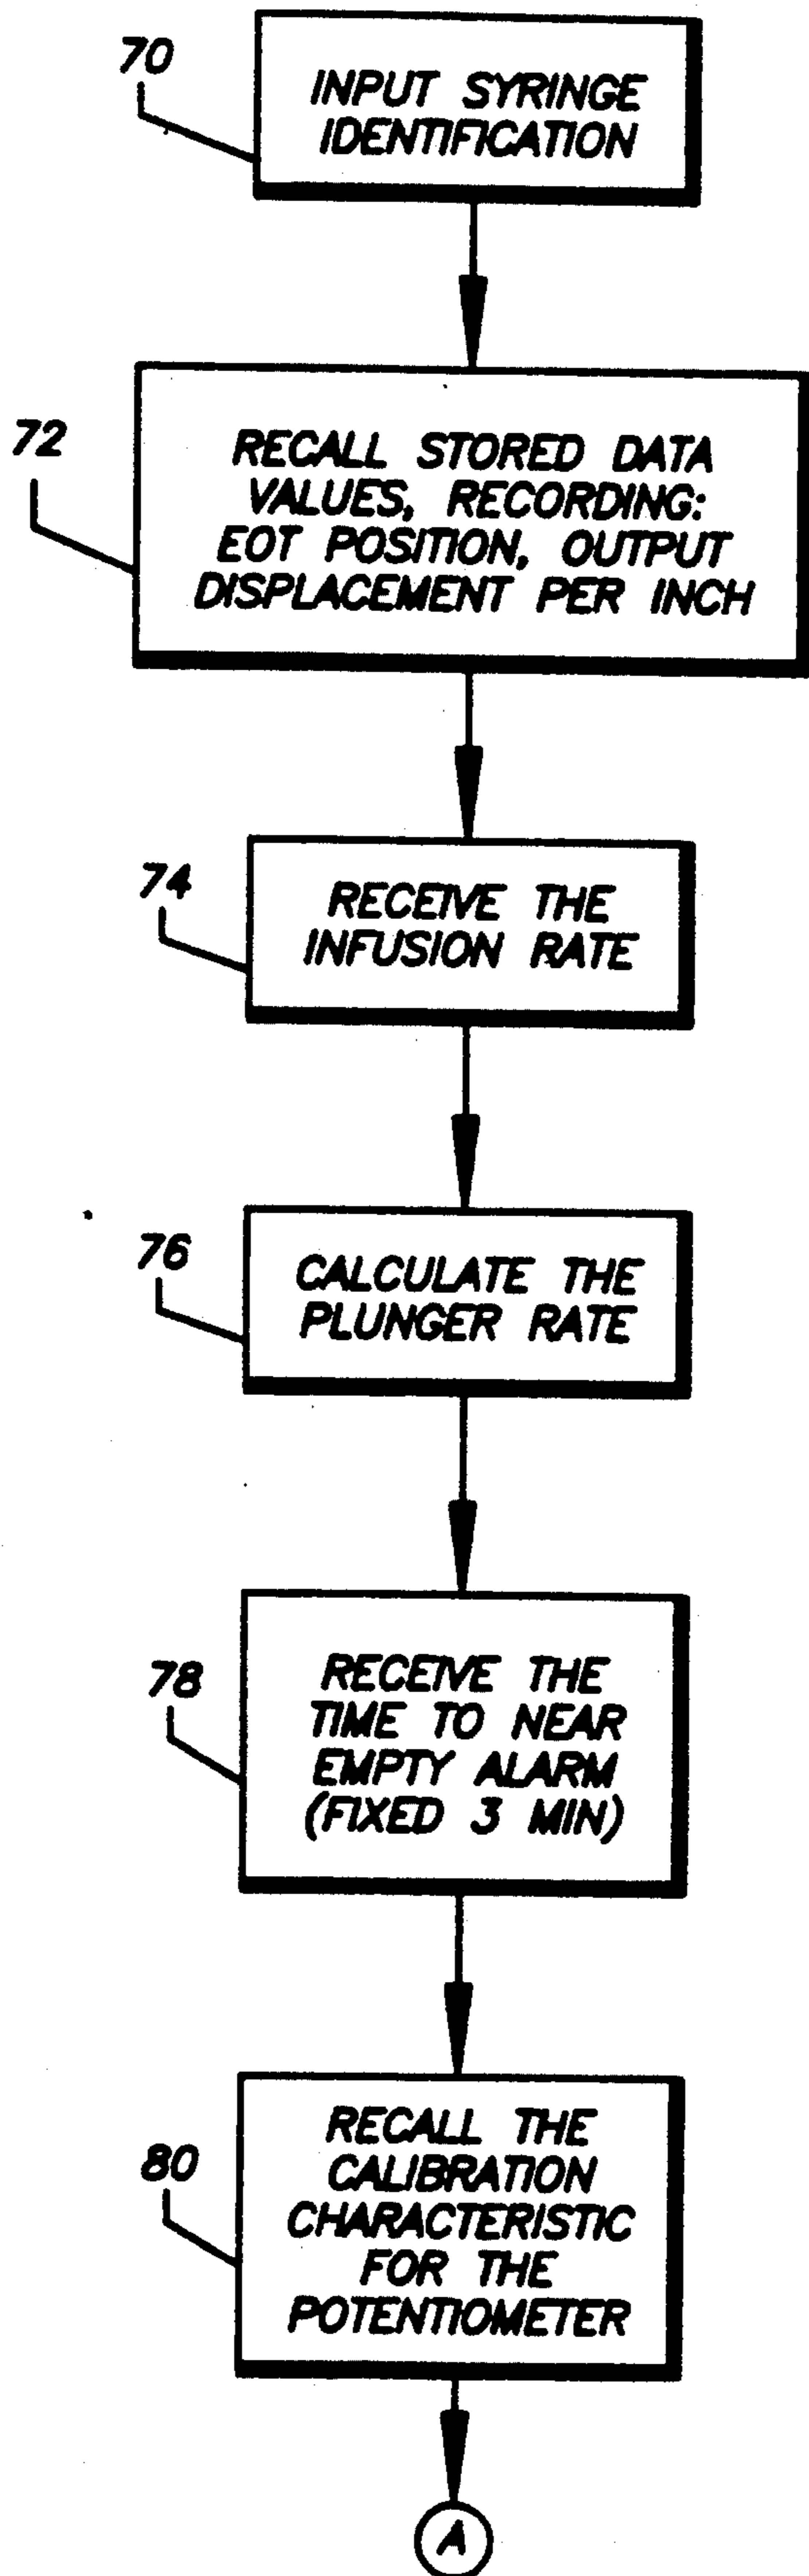 70
INPUT SYRINGE
IDENTIFICATION
72
RECALL STORED DATA
VALUES, RECORDING:
EOT POSITION, OUTPUT
DISPLACEMENT PER INCH
74
RECEIVE THE
INFUSION RATE
76
CALCULATE THE
PLUNGER RATE
78
RECEIVE THE
TIME TO NEAR
EMPTY ALARM
(FIXED 3 MIN)
80
RECALL THE
CALIBRATION
CHARACTERISTIC
FOR THE
POTENTIOMETER
A